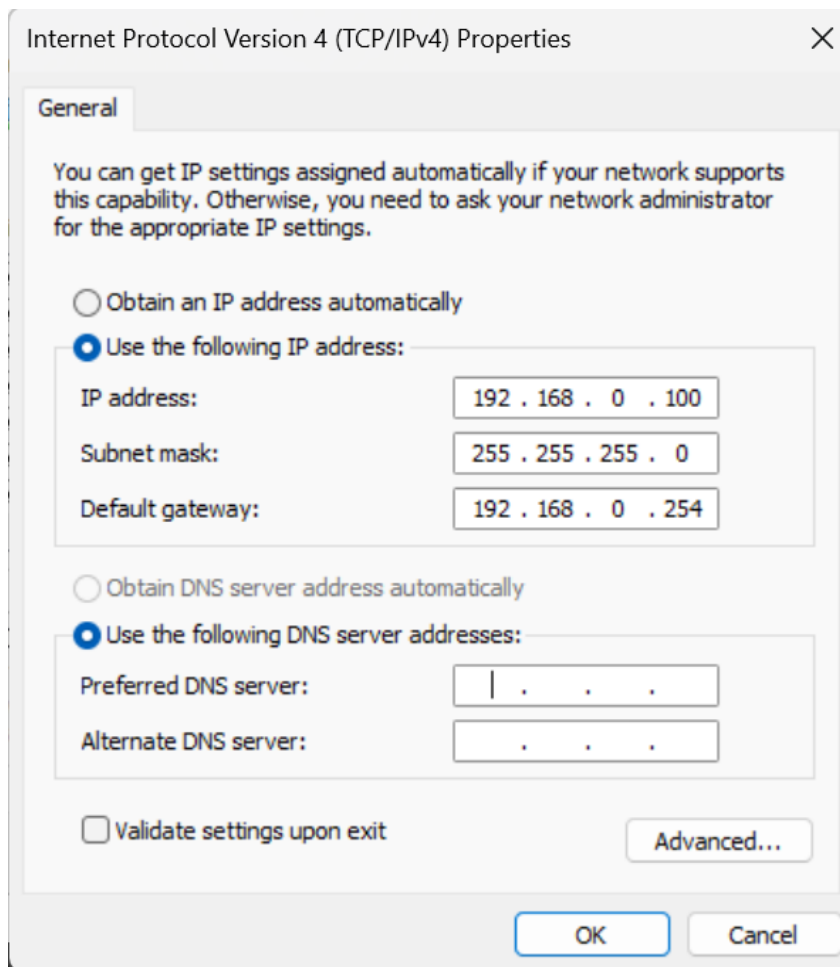 Internet Protocol Version 4 (TCP/IPv4) Properties
General
You can get IP settings assigned automatically if your network supports
this capability. Otherwise, you need to ask your network administrator
for the appropriate IP settings.
Obtain an IP address automatically
Use the following IP address:
IP address: 192 . 168 . 0 . 100
Subnet mask: 255 . 255 . 255 . 0
Default gateway: 192 . 168 . 0 . 254
Obtain DNS server address automatically
Use the following DNS server addresses:
Preferred DNS server: . . .
Alternate DNS server: . . .
Validate settings upon exit
Advanced...
OK Cancel